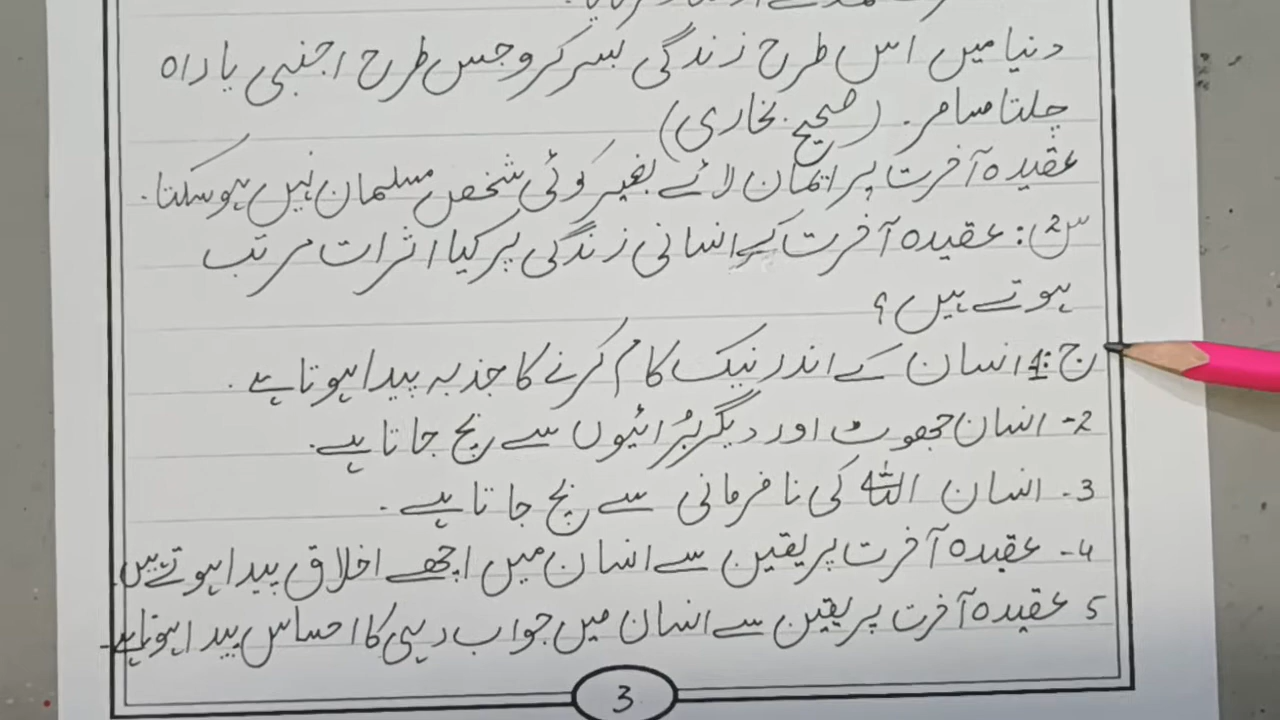 دنیا میں اس طرح زندگی بسر کرو جس طرح اجنبی یا راہ
چلتا مسافر. (صحیح بخاری)
عقیدہ آخرت پر ایمان لائے بغیر کوئی شخص مسلمان نہیں ہو سکتا.
س2: عقیدہ آخرت کے انسانی زندگی پر کیا اثرات مرتب
ہوتے ہیں؟
ج: 1. انسان کے اندر نیک کام کرنے کا جذبہ پیدا ہوتا ہے.
2- انسان جھوٹ اور دیگر بُرائیوں سے بچ جاتا ہے.
3. انسان اللہ کی نافرمانی سے بچ جاتا ہے.
4- عقیدہ آخرت پر یقین سے انسان میں اچھے اخلاق پیدا ہوتے ہیں.
5 عقیدہ آخرت پر یقین سے انسان میں جواب دہی کا احساس پیدا ہوتا ہے-
3